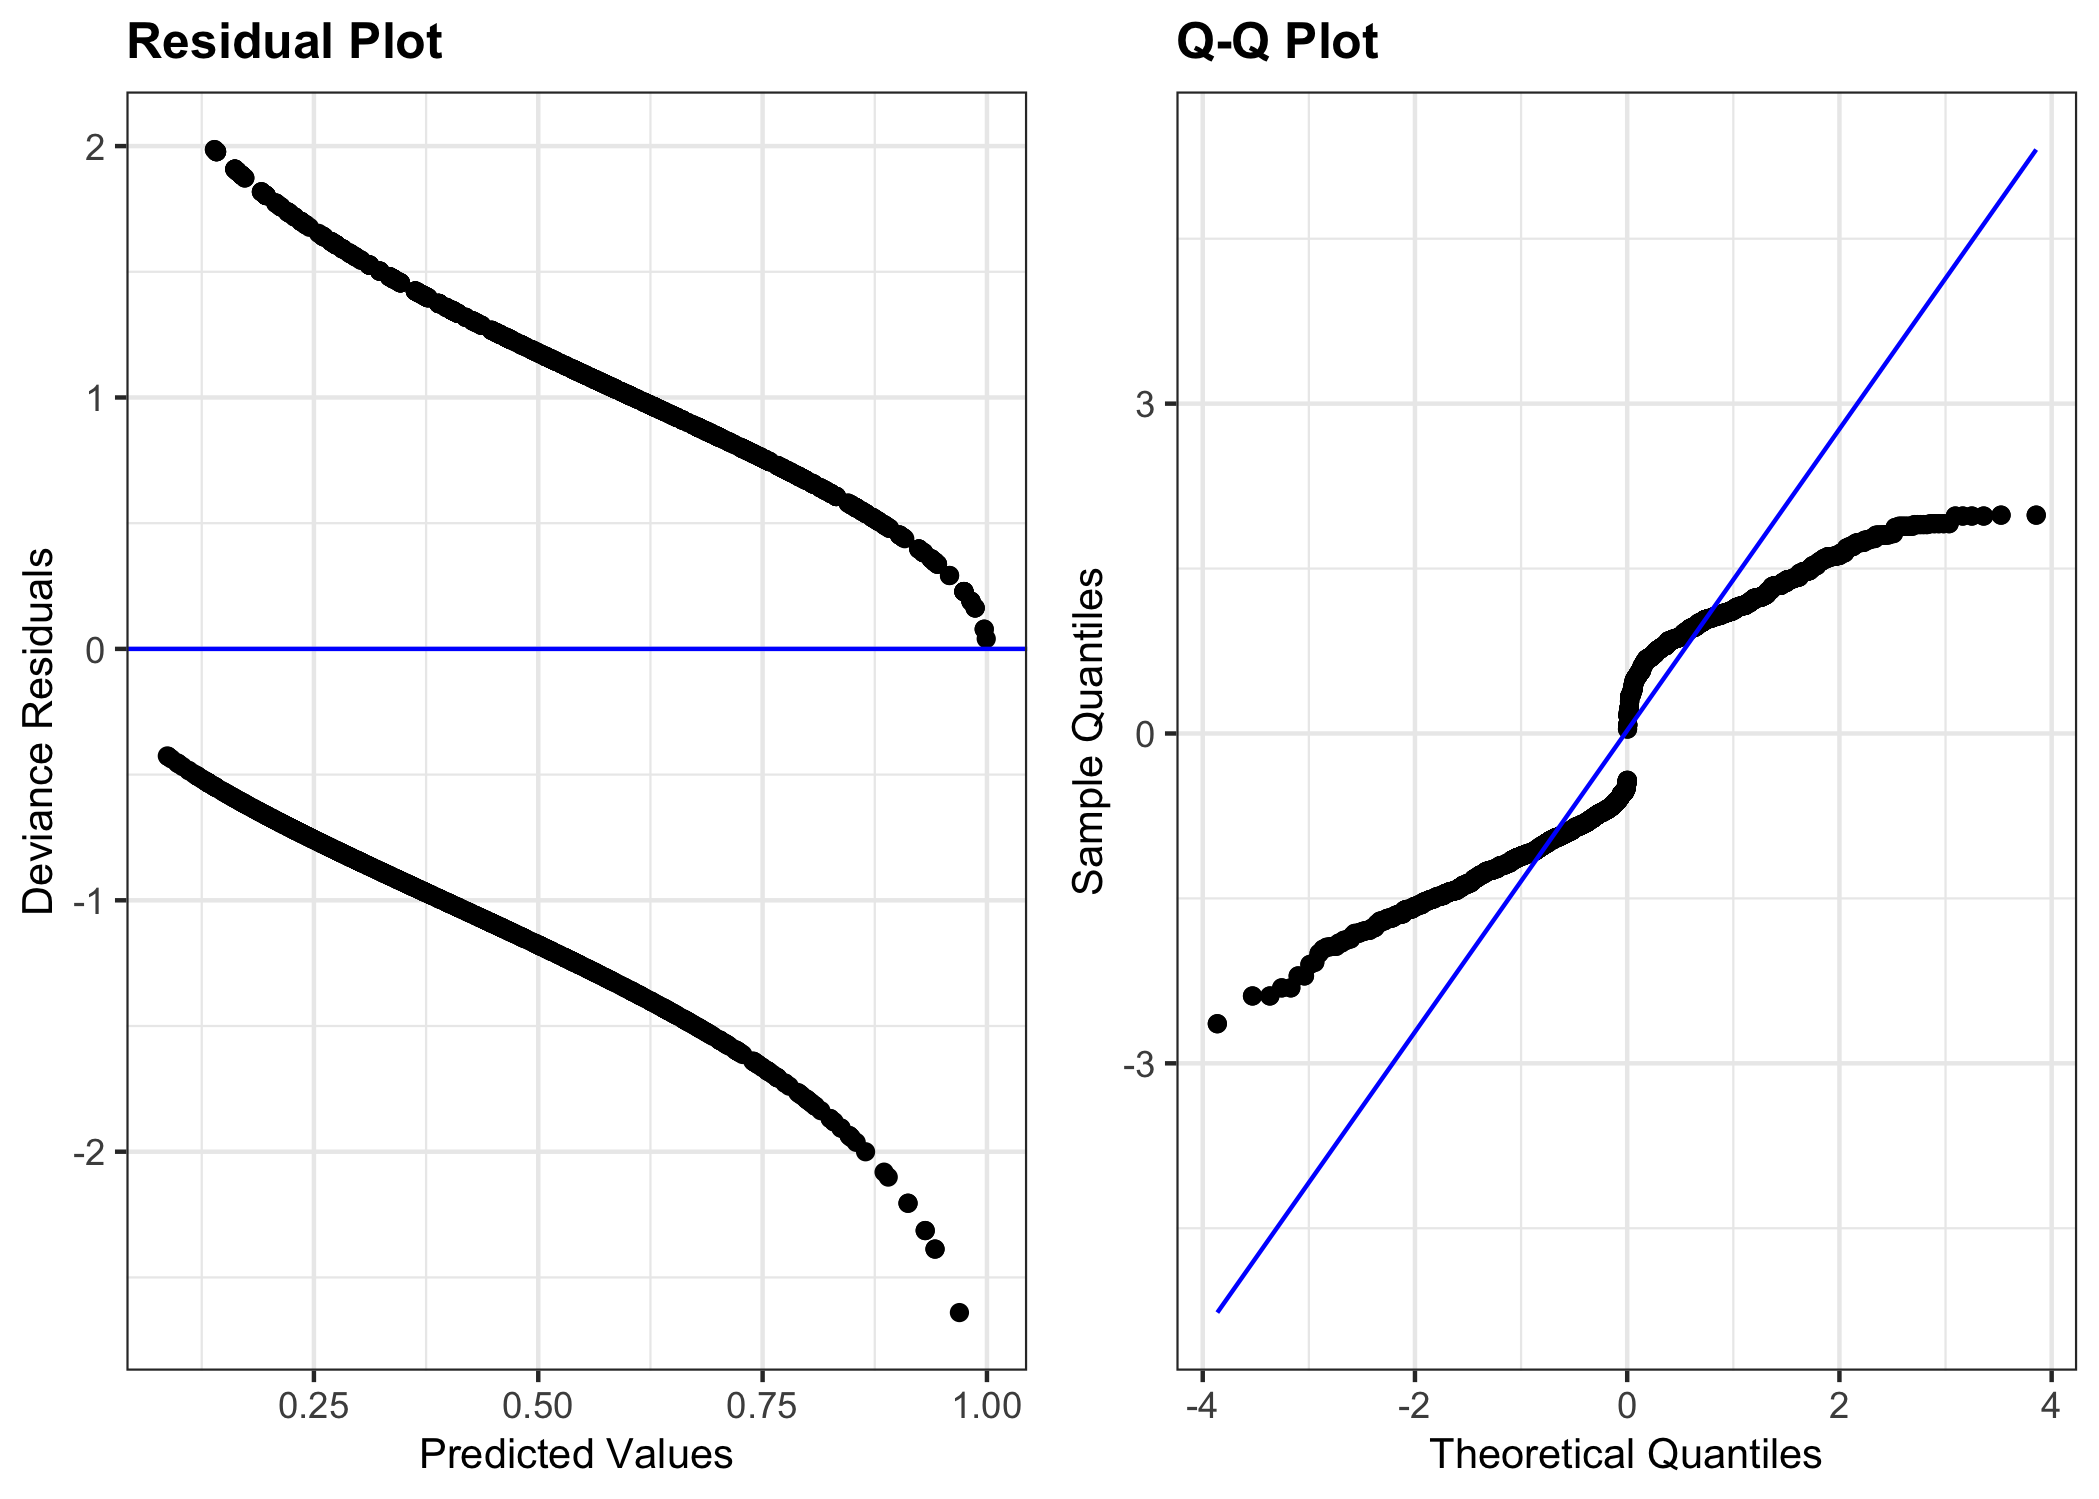 Residual Plot
Deviance Residuals
2
1
0
-1
-2
0.25 0.50 0.75 1.00
Predicted Values
Q-Q Plot
Sample Quantiles
3
0
-3
-4 -2 0 2 4
Theoretical Quantiles